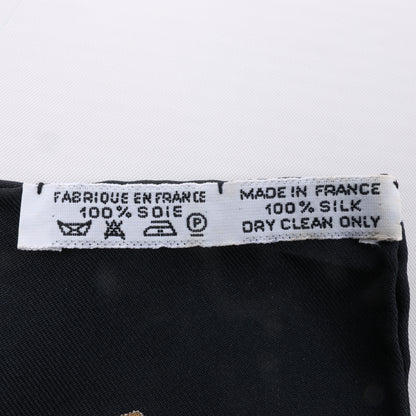 FABRIQUE EN FRANCE
100% SOIE
P
MADE IN FRANCE
100% SILK
DRY CLEAN ONLY